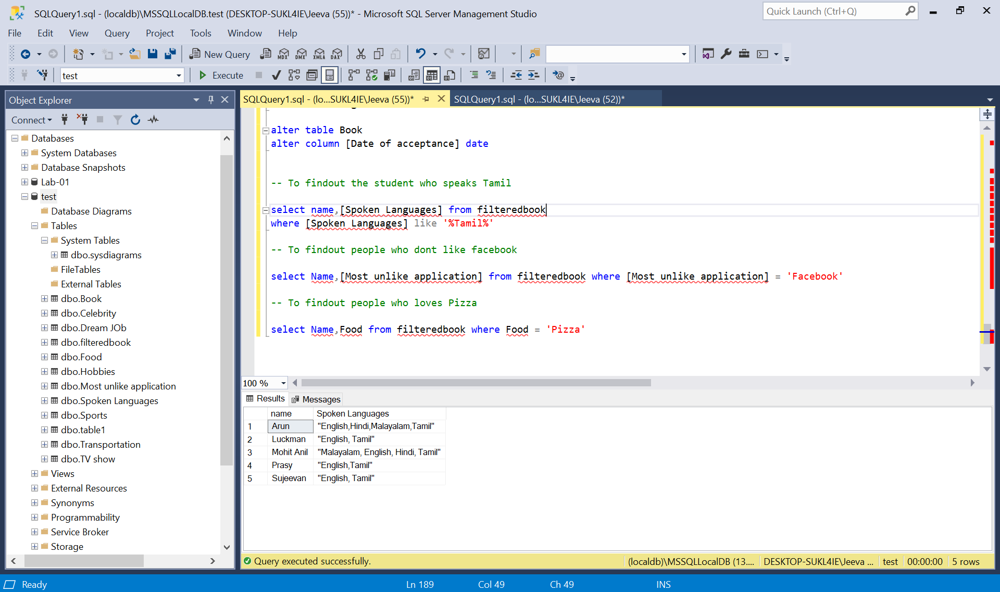 SQLQuery1.sql - (localdb)\MSSQLLocalDB.test (DESKTOP-SUKL4IE\Jeeva (55))* - Microsoft SQL Server Management Studio
Quick Launch (Ctrl+Q)
File Edit View Query Project Tools Window Help
New Query MDX DMX XMLA DAX
test Execute
Object Explorer
Connect
Databases
System Databases
Database Snapshots
Lab-01
test
Database Diagrams
Tables
System Tables
dbo.sysdiagrams
FileTables
External Tables
dbo.Book
dbo.Celebrity
dbo.Dream JOb
dbo.filteredbook
dbo.Food
dbo.Hobbies
dbo.Most unlike application
dbo.Spoken Languages
dbo.Sports
dbo.table1
dbo.Transportation
dbo.TV show
Views
External Resources
Synonyms
Programmability
Service Broker
Storage
SQLQuery1.sql - (lo...SUKL4IE\Jeeva (55))* SQLQuery1.sql - (lo...SUKL4IE\Jeeva (52))*
alter table Book
alter column [Date of acceptance] date
-- To findout the student who speaks Tamil
select name,[Spoken Languages] from filteredbook
where [Spoken Languages] like '%Tamil%'
-- To findout people who dont like facebook
select Name,[Most unlike application] from filteredbook where [Most unlike application] = 'Facebook'
-- To findout people who loves Pizza
select Name,Food from filteredbook where Food = 'Pizza'
100 %
Results Messages
name Spoken Languages
1 Arun "English,Hindi,Malayalam,Tamil"
2 Luckman "English, Tamil"
3 Mohit Anil "Malayalam, English, Hindi, Tamil"
4 Prasy "English,Tamil"
5 Sujeevan "English, Tamil"
Query executed successfully. (localdb)\MSSQLLocalDB (13.... DESKTOP-SUKL4IE\Jeeva ... test 00:00:00 5 rows
Ready Ln 189 Col 49 Ch 49 INS